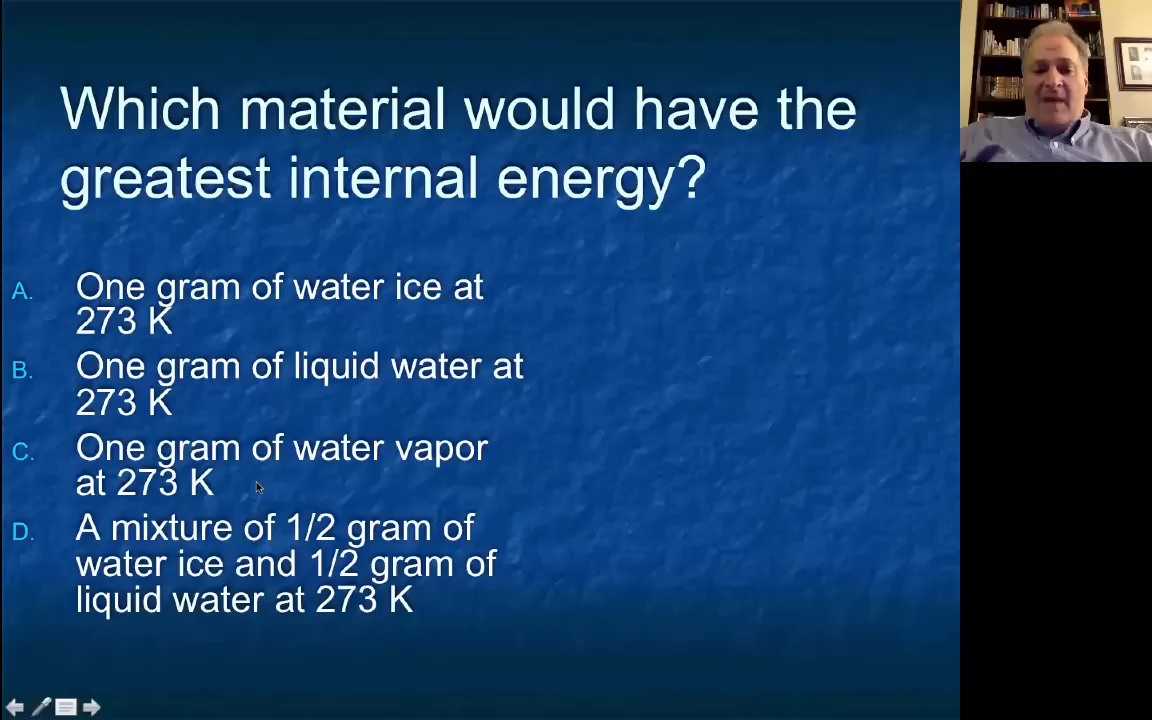 Which material would have the
greatest internal energy?
A. One gram of water ice at
273 K
B. One gram of liquid water at
273 K
C. One gram of water vapor
at 273 K
D. A mixture of 1/2 gram of
water ice and 1/2 gram of
liquid water at 273 K